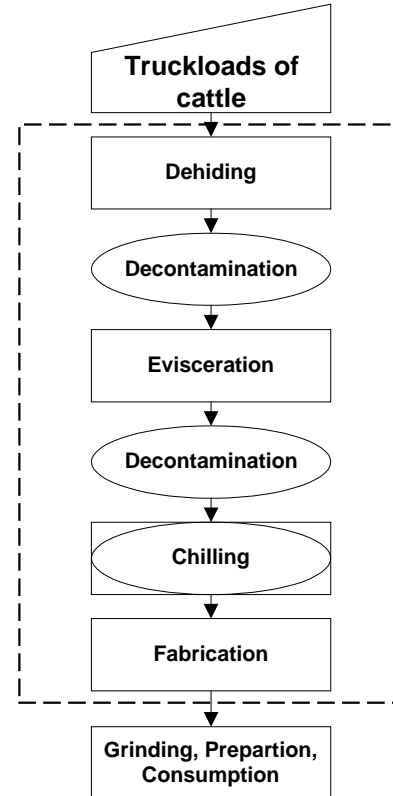 Truckloads of
cattle
Dehiding
Decontamination
Evisceration
Decontamination
Chilling
Fabrication
Grinding, Prepartion,
Consumption